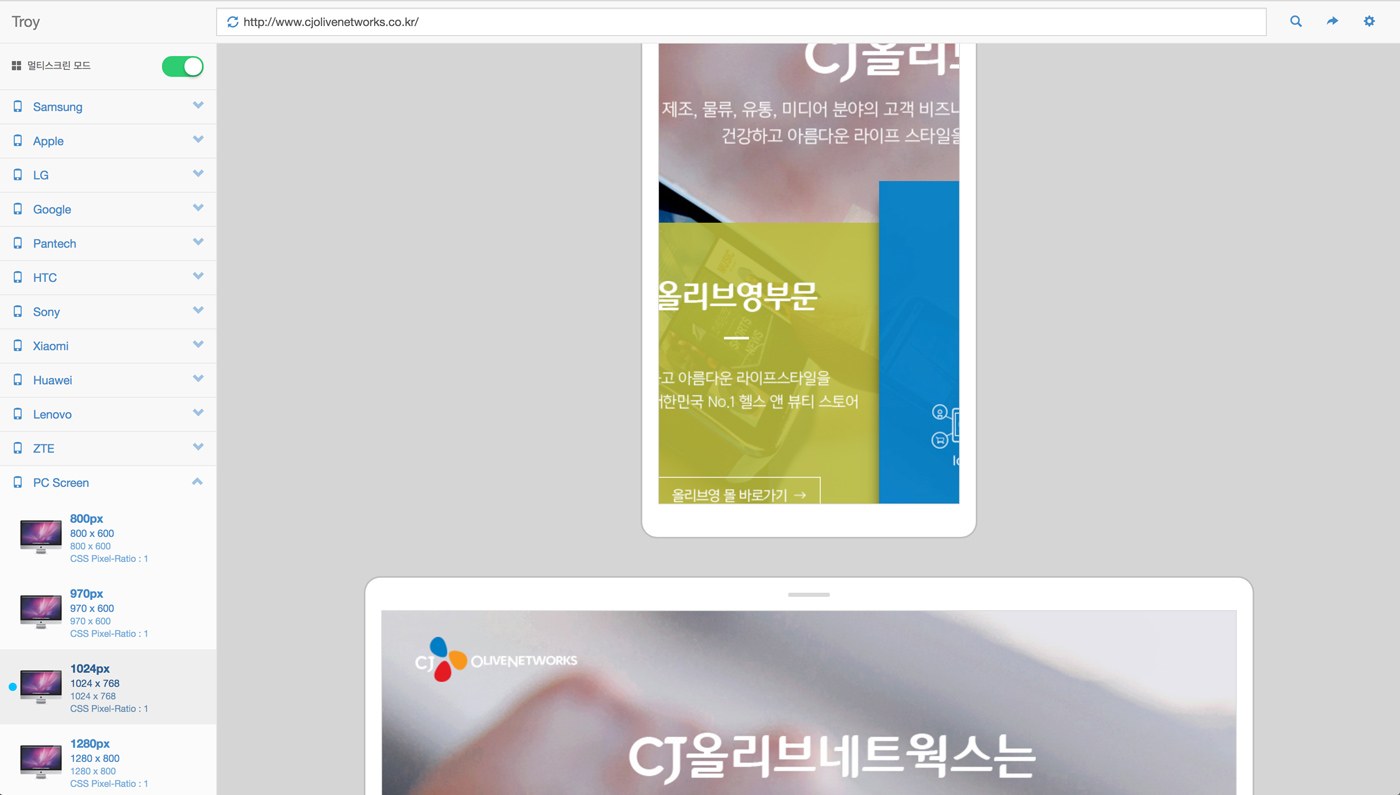 Troy
http://www.cjolivenetworks.co.kr/
멀티스크린 모드
Samsung
Apple
LG
Google
Pantech
HTC
Sony
Xiaomi
Huawei
Lenovo
ZTE
PC Screen
800px
800 x 600
800 x 600
CSS Pixel-Ratio : 1
970px
970 x 600
970 x 600
CSS Pixel-Ratio : 1
1024px
1024 x 768
1024 x 768
CSS Pixel-Ratio : 1
1280px
1280 x 800
1280 x 800
CSS Pixel-Ratio : 1
CJ올리
제조, 물류, 유통, 미디어 분야의 고객 비즈니
건강하고 아름다운 라이프 스타일을
올리브영부문
고 아름다운 라이프스타일을
대한민국 No.1 헬스 앤 뷰티 스토어
올리브영 몰 바로가기 →
CJ OLIVENETWORKS
CJ올리브네트웍스는